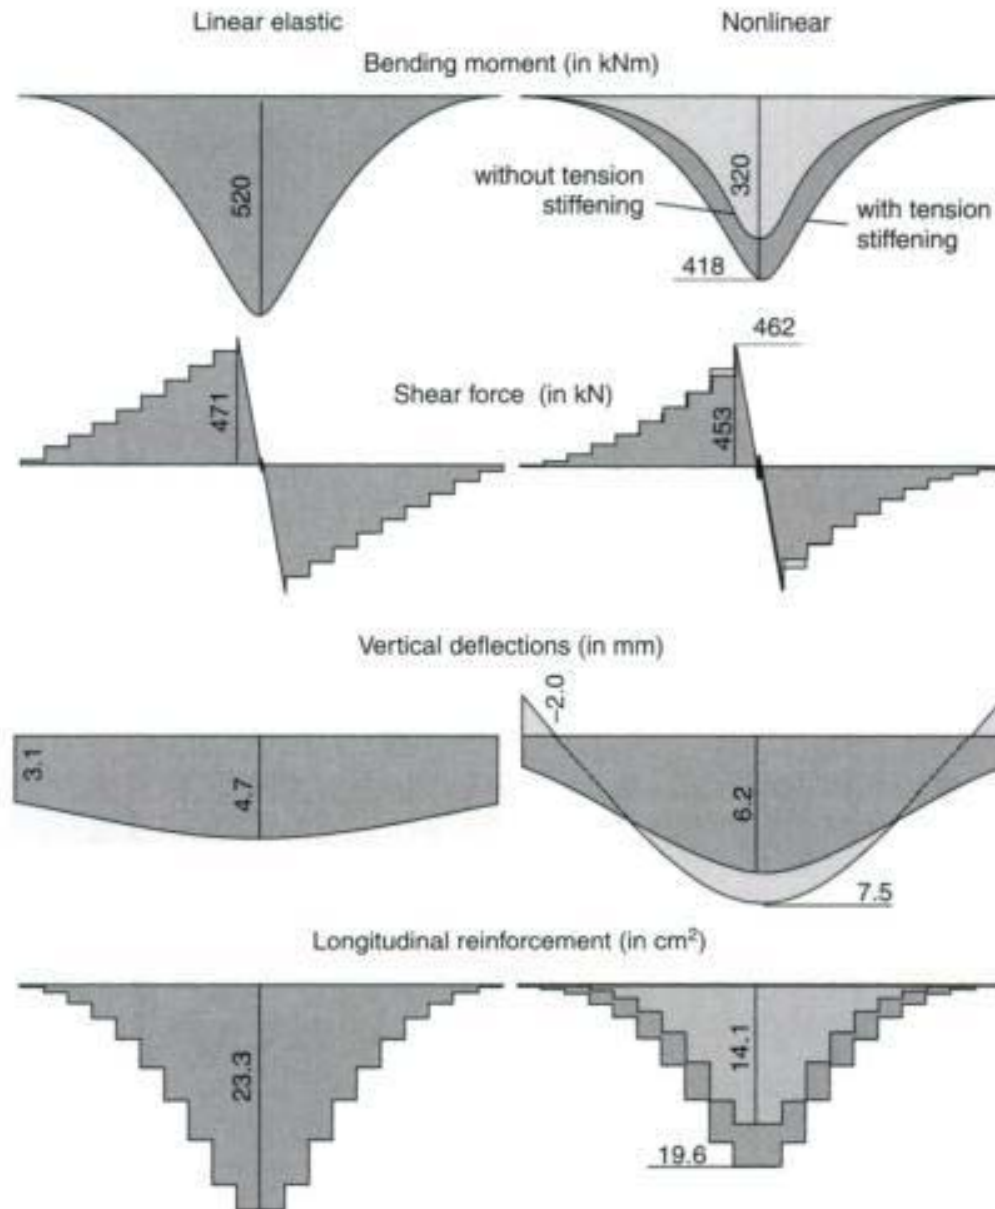 Linear elastic
Nonlinear
Bending moment (in kNm)
520
320
without tension
stiffening
with tension
stiffening
418
462
Shear force (in kN)
471
453
Vertical deflections (in mm)
3.1
4.7
−2.0
6.2
7.5
Longitudinal reinforcement (in cm²)
23.3
14.1
19.6